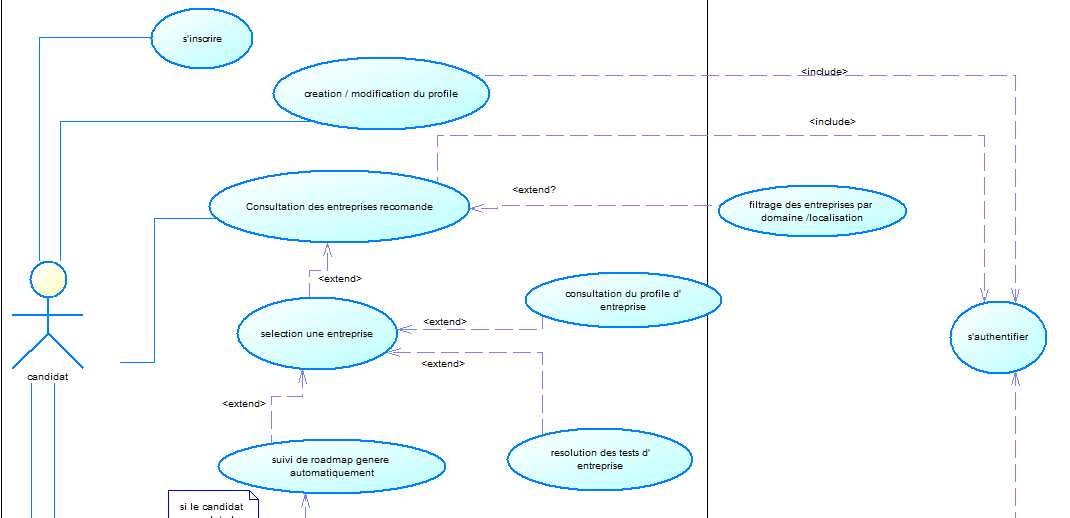 s'inscrire
<include>
creation / modification du profile
<include>
<extend?
Consultation des entreprises recomande
filtrage des entreprises par
domaine /localisation
<extend>
consultation du profile d'
entreprise
<extend>
selection une entreprise
s'authentifier
<extend>
candidat
<extend>
resolution des tests d'
entreprise
suivi de roadmap genere
automatiquement
si le candidat